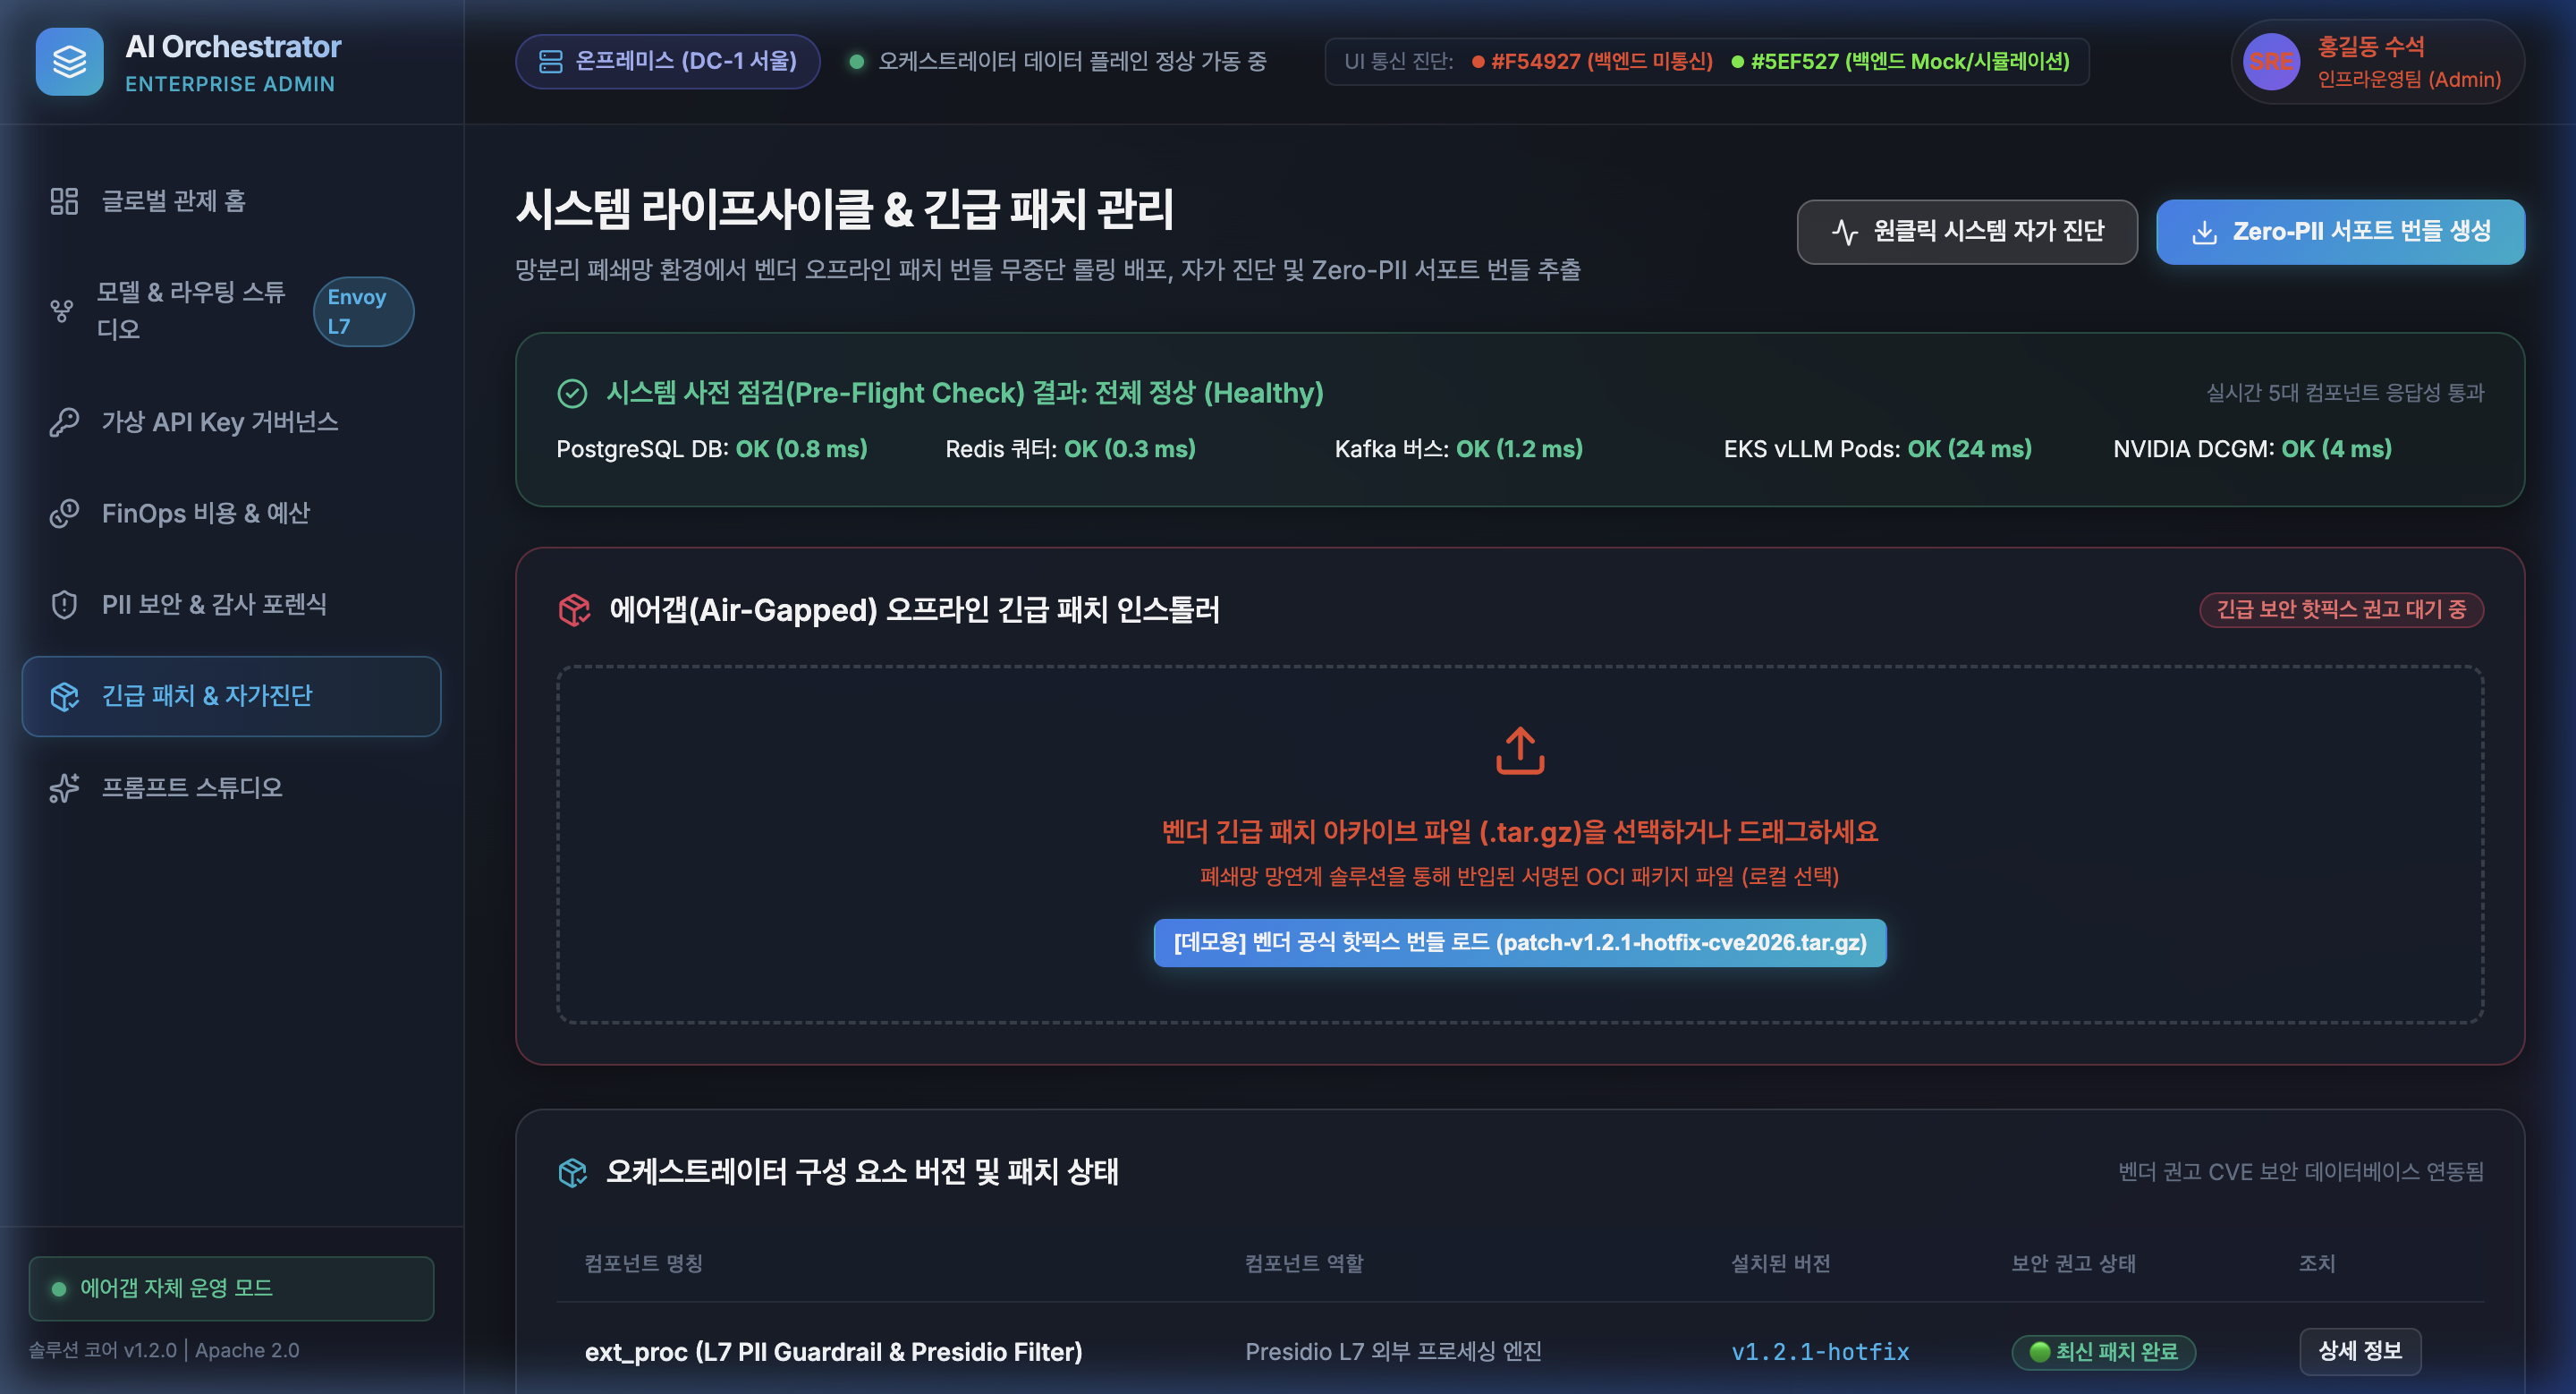 AI Orchestrator
ENTERPRISE ADMIN
온프레미스 (DC-1 서울)
오케스트레이터 데이터 플레인 정상 가동 중
UI 통신 진단: #F54927 (백엔드 미통신) #5EF527 (백엔드 Mock/시뮬레이션)
SRE
홍길동 수석
인프라운영팀 (Admin)
글로벌 관제 홈
모델 & 라우팅 스튜
디오
Envoy
L7
가상 API Key 거버넌스
FinOps 비용 & 예산
PII 보안 & 감사 포렌식
긴급 패치 & 자가진단
프롬프트 스튜디오
에어갭 자체 운영 모드
솔루션 코어 v1.2.0 | Apache 2.0
시스템 라이프사이클 & 긴급 패치 관리
망분리 폐쇄망 환경에서 벤더 오프라인 패치 번들 무중단 롤링 배포, 자가 진단 및 Zero-PII 서포트 번들 추출
원클릭 시스템 자가 진단
Zero-PII 서포트 번들 생성
시스템 사전 점검(Pre-Flight Check) 결과: 전체 정상 (Healthy)
실시간 5대 컴포넌트 응답성 통과
PostgreSQL DB: OK (0.8 ms)
Redis 쿼터: OK (0.3 ms)
Kafka 버스: OK (1.2 ms)
EKS vLLM Pods: OK (24 ms)
NVIDIA DCGM: OK (4 ms)
에어갭(Air-Gapped) 오프라인 긴급 패치 인스톨러
긴급 보안 핫픽스 권고 대기 중
벤더 긴급 패치 아카이브 파일 (.tar.gz)을 선택하거나 드래그하세요
폐쇄망 망연계 솔루션을 통해 반입된 서명된 OCI 패키지 파일 (로컬 선택)
[데모용] 벤더 공식 핫픽스 번들 로드 (patch-v1.2.1-hotfix-cve2026.tar.gz)
오케스트레이터 구성 요소 버전 및 패치 상태
벤더 권고 CVE 보안 데이터베이스 연동됨
컴포넌트 명칭
컴포넌트 역할
설치된 버전
보안 권고 상태
조치
ext_proc (L7 PII Guardrail & Presidio Filter)
Presidio L7 외부 프로세싱 엔진
v1.2.1-hotfix
최신 패치 완료
상세 정보